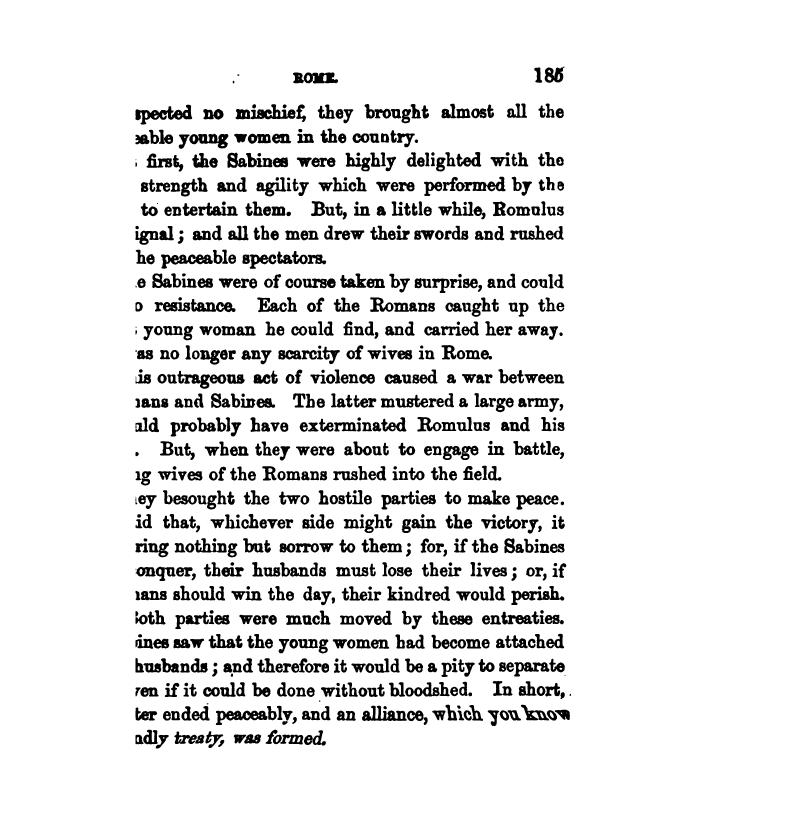 ROME. 185
spected no mischief, they brought almost all the
able young women in the country.
first, the Sabines were highly delighted with the
strength and agility which were performed by the
to entertain them. But, in a little while, Romulus
ignal; and all the men drew their swords and rushed
he peaceable spectators.
e Sabines were of course taken by surprise, and could
o resistance. Each of the Romans caught up the
young woman he could find, and carried her away.
as no longer any scarcity of wives in Rome.
is outrageous act of violence caused a war between
mans and Sabines. The latter mustered a large army,
uld probably have exterminated Romulus and his
. But, when they were about to engage in battle,
ng wives of the Romans rushed into the field.
ey besought the two hostile parties to make peace.
id that, whichever side might gain the victory, it
ring nothing but sorrow to them; for, if the Sabines
onquer, their husbands must lose their lives; or, if
mans should win the day, their kindred would perish.
Both parties were much moved by these entreaties.
ines saw that the young women had become attached
husbands; and therefore it would be a pity to separate
ven if it could be done without bloodshed. In short,
ter ended peaceably, and an alliance, which you know
ndly treaty, was formed.